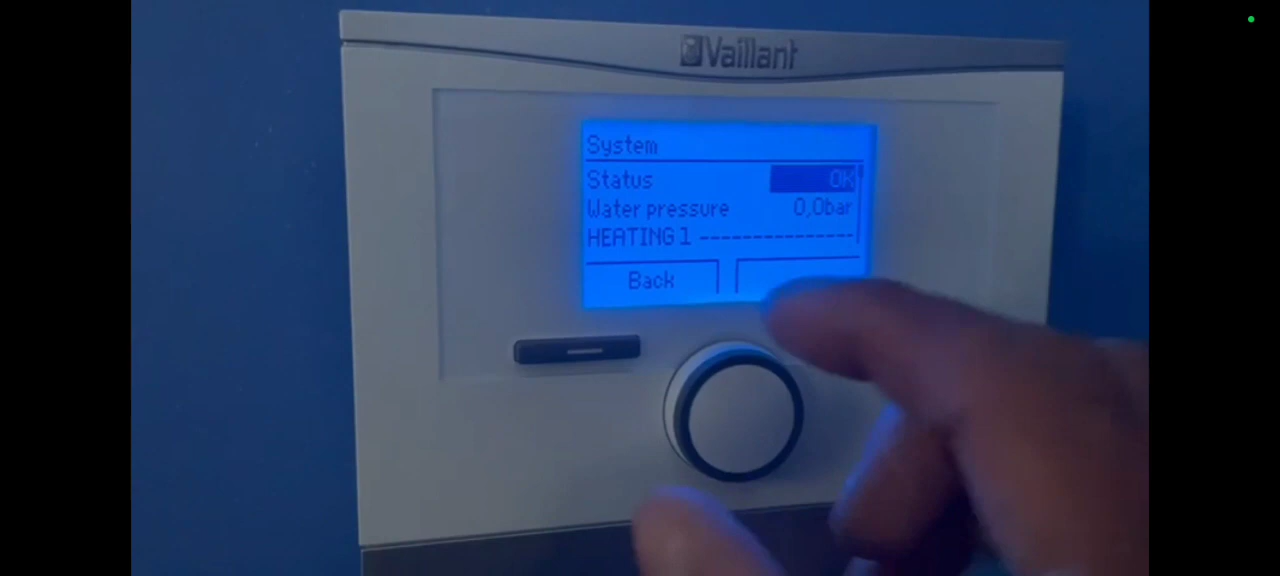 Vaillant
System
Status OK
Water pressure 0,0bar
HEATING 1 ------------
Back